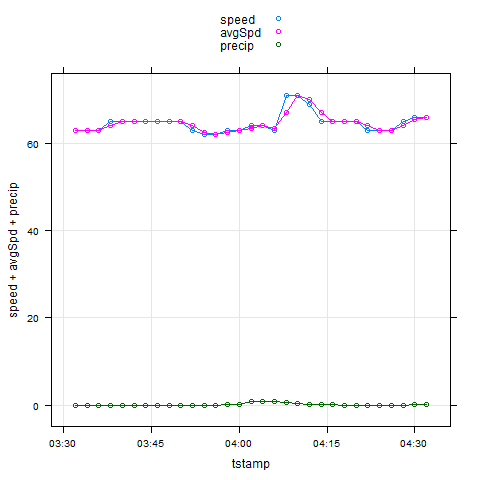 speed
avgSpd
precip
speed + avgSpd + precip
60
40
20
0
03:30 03:45 04:00 04:15 04:30
tstamp